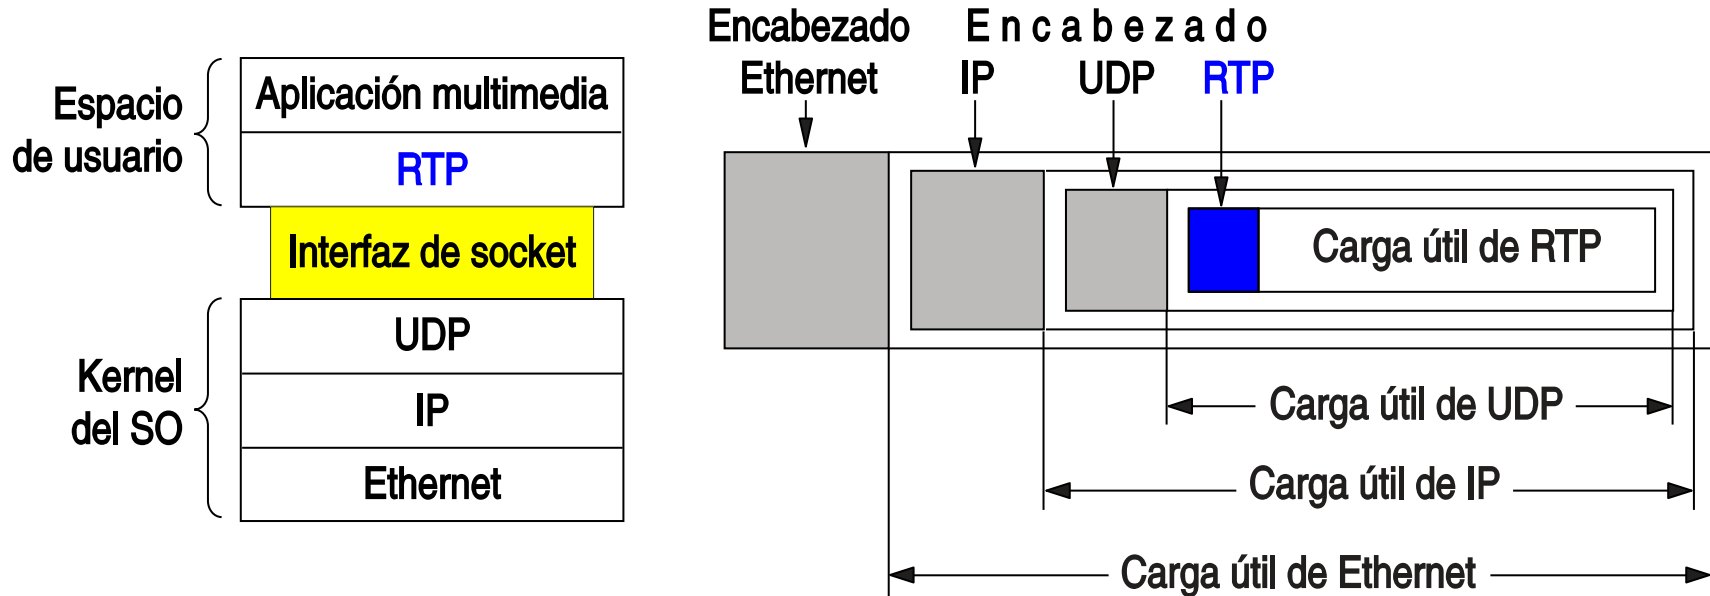 Espacio
de usuario
Aplicación multimedia
RTP
Interfaz de socket
Kernel
del SO
UDP
IP
Ethernet
Encabezado
Ethernet
Encabezado
IP UDP RTP
Carga útil de RTP
Carga útil de UDP
Carga útil de IP
Carga útil de Ethernet